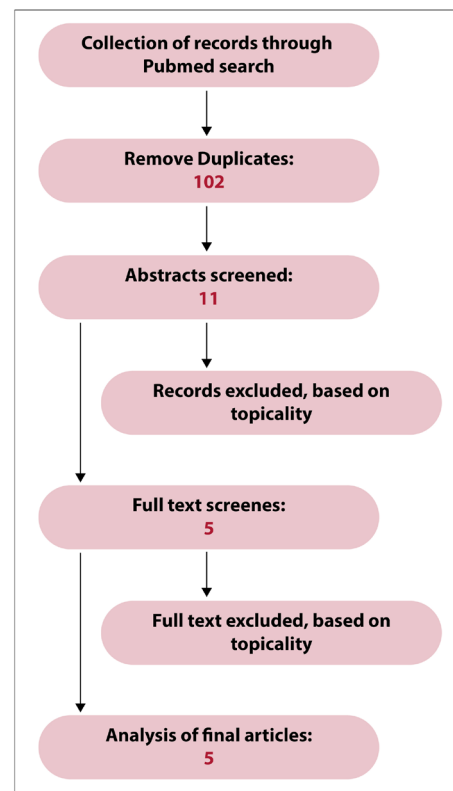 Collection of records through
Pubmed search
Remove Duplicates:
102
Abstracts screened:
11
Records excluded, based on
topicality
Full text screenes:
5
Full text excluded, based on
topicality
Analysis of final articles:
5